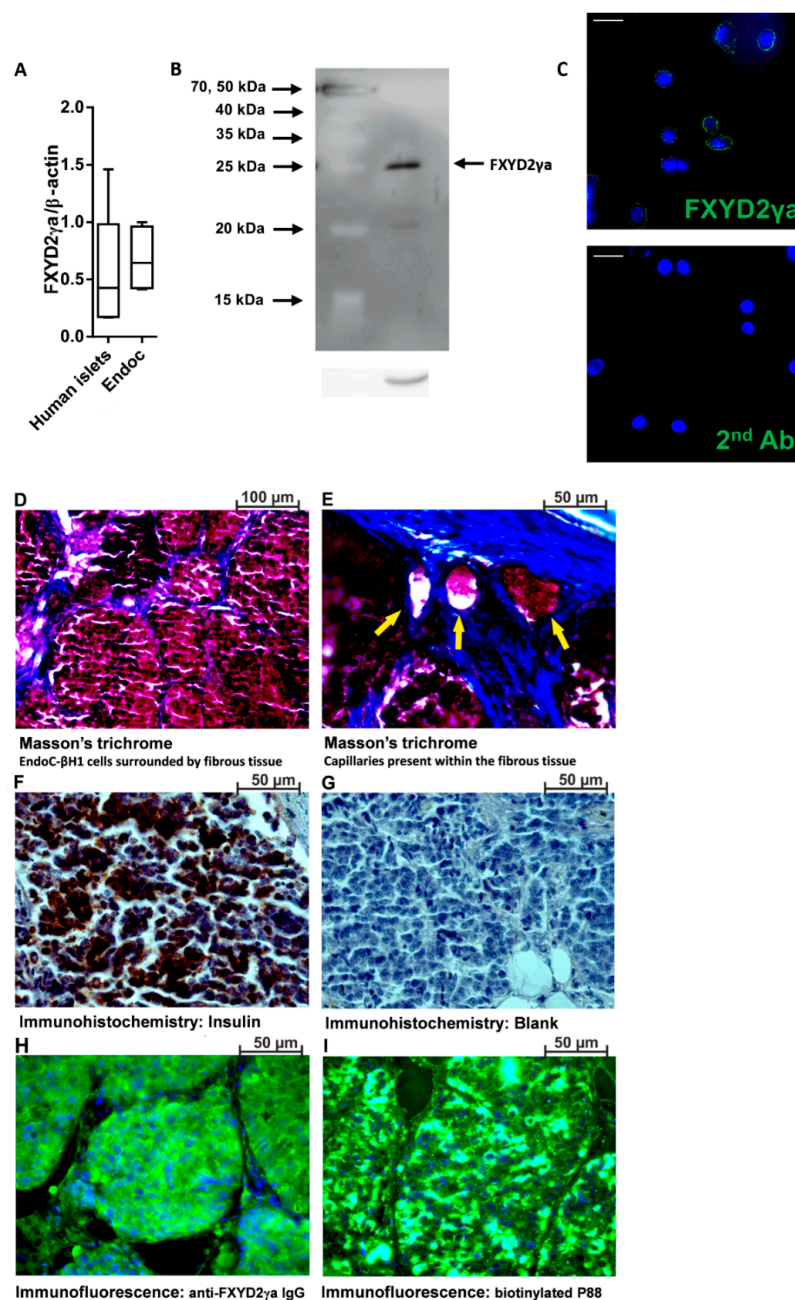 A
FXYD2γa/β-actin
2.0
1.5
1.0
0.5
0.0
Human islets
Endoc
B
70, 50 kDa
40 kDa
35 kDa
25 kDa
20 kDa
15 kDa
FXYD2γa
C
FXYD2γa
2nd Ab
D
100 µm
Masson's trichrome
EndoC-βH1 cells surrounded by fibrous tissue
E
50 µm
Masson's trichrome
Capillaries present within the fibrous tissue
F
50 µm
Immunohistochemistry: Insulin
G
50 µm
Immunohistochemistry: Blank
H
50 µm
Immunofluorescence: anti-FXYD2γa IgG
I
50 µm
Immunofluorescence: biotinylated P88